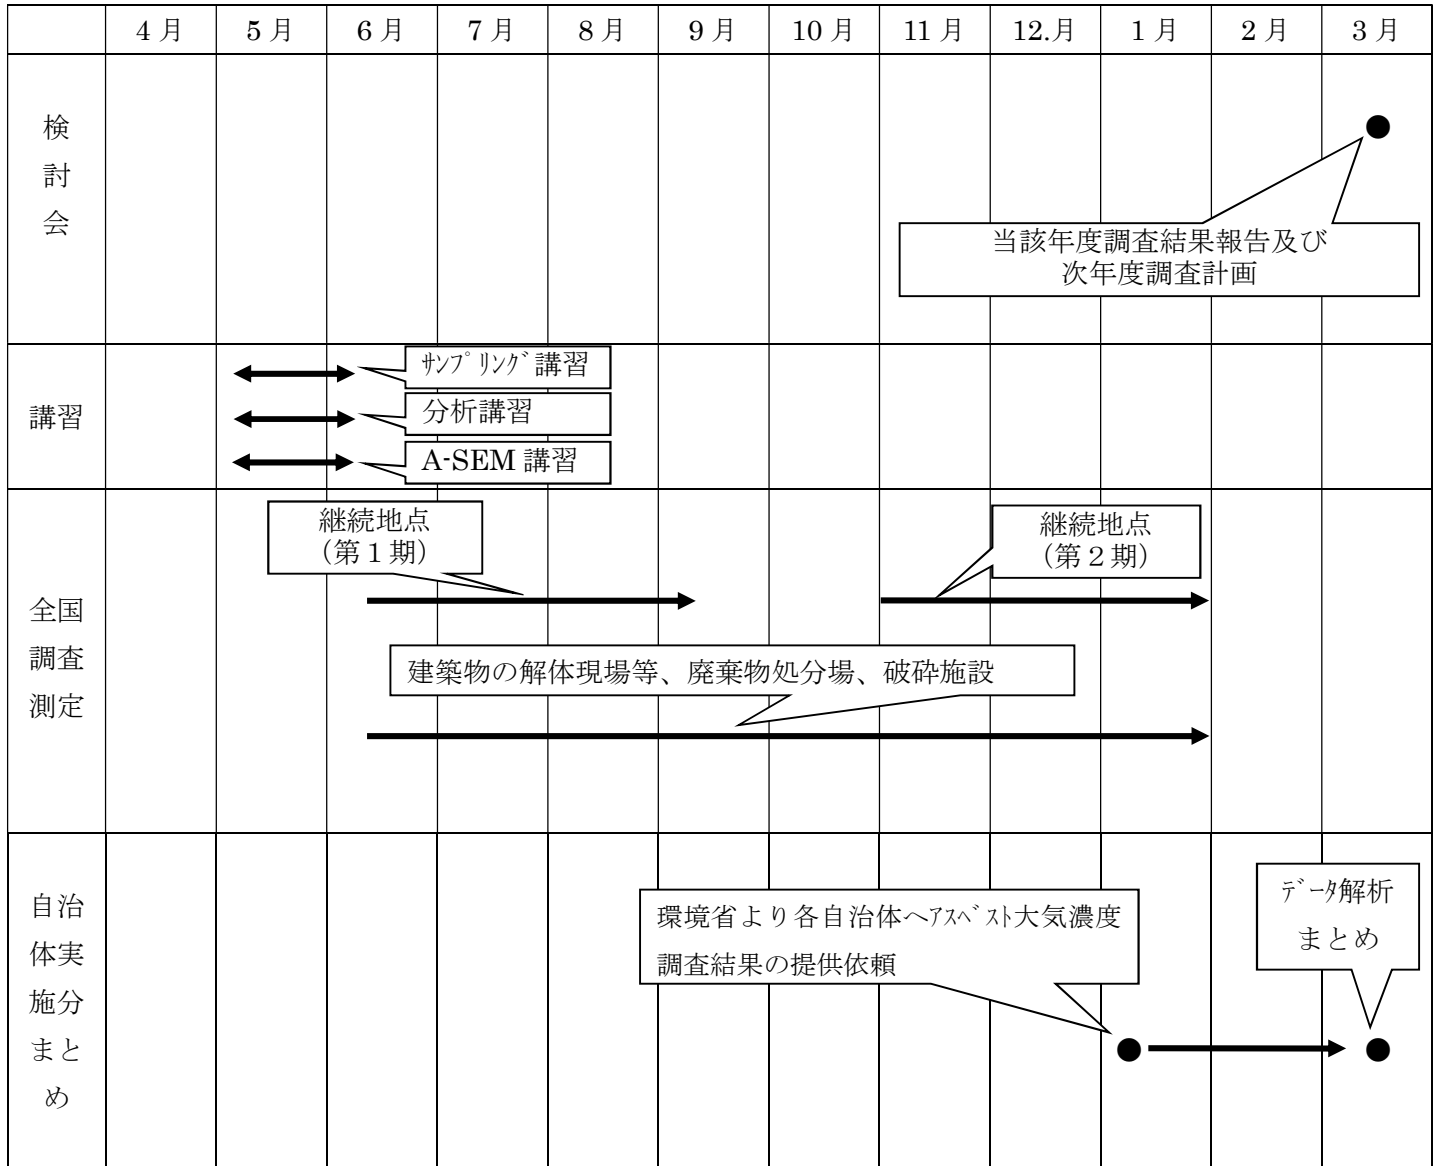 4月 5月 6月 7月 8月 9月 10月 11月 12.月 1月 2月 3月
検
討
会
当該年度調査結果報告及び
次年度調査計画
講習
ｻﾝﾌﾟﾘﾝｸﾞ講習
分析講習
A-SEM 講習
全国
調査
測定
継続地点
(第１期)
継続地点
(第２期)
建築物の解体現場等、廃棄物処分場、破砕施設
自治
体実
施分
まと
め
環境省より各自治体へｱｽﾍﾞｽﾄ大気濃度
調査結果の提供依頼
ﾃﾞｰﾀ解析
まとめ